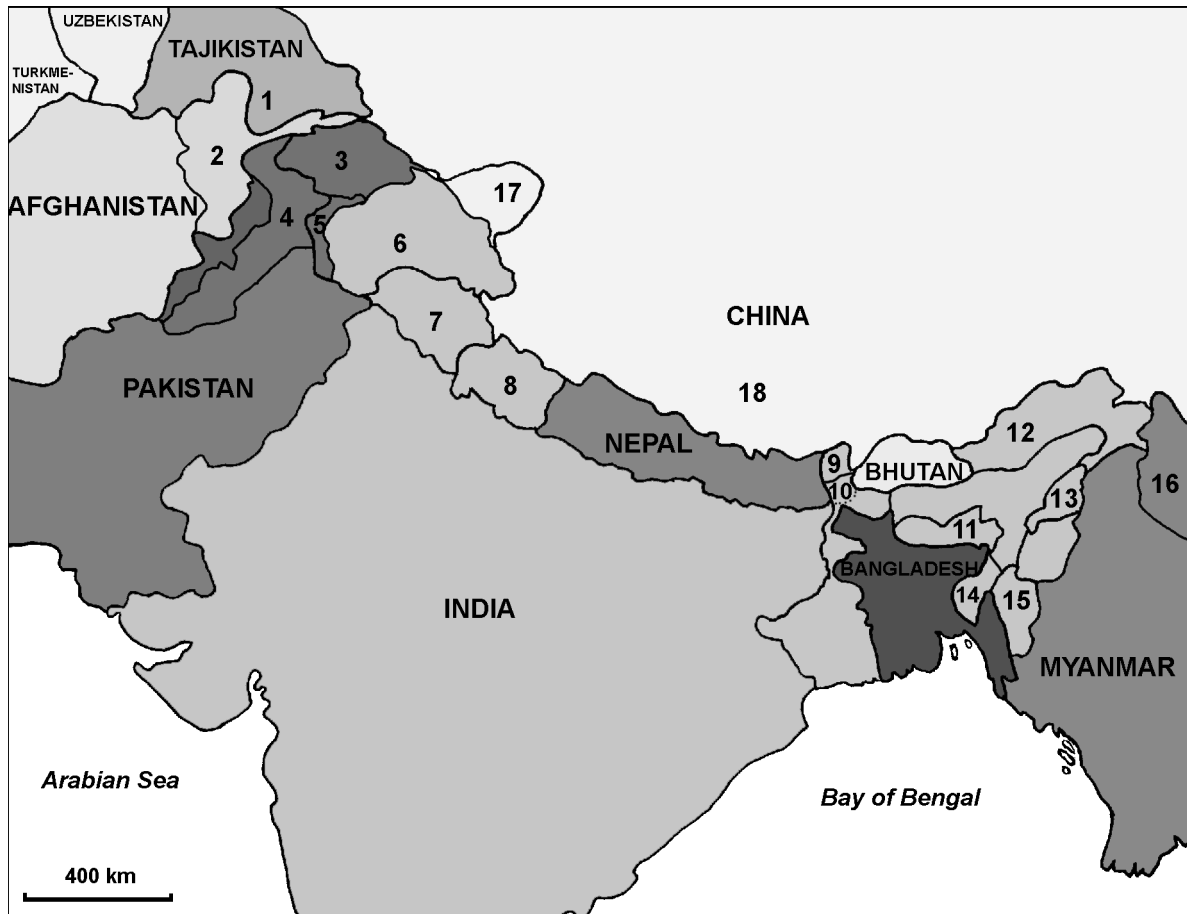 UZBEKISTAN
TAJIKISTAN
TURKME-
NISTAN
1
2
3
AFGHANISTAN
17
4
5
6
CHINA
7
PAKISTAN
8
18
NEPAL
12
9
BHUTAN
10
13
16
11
BANGLADESH
INDIA
14
15
MYANMAR
Arabian Sea
Bay of Bengal
400 km